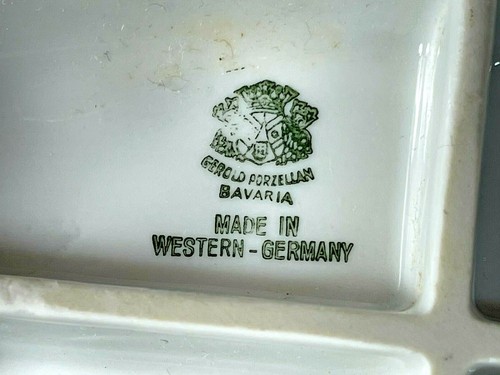 GEROLD PORZELLAN
BAVARIA
MADE IN
WESTERN-GERMANY